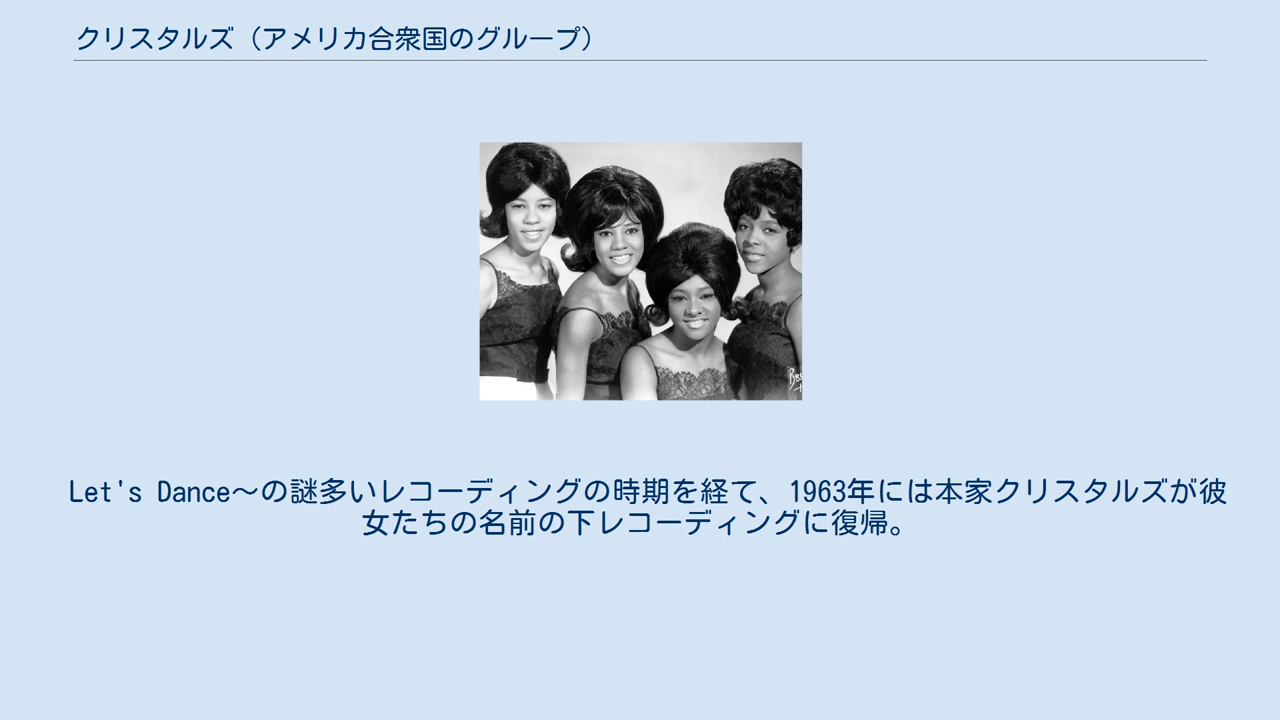 クリスタルズ（アメリカ合衆国のグループ）
Let's Dance～の謎多いレコーディングの時期を経て、1963年には本家クリスタルズが彼
女たちの名前の下レコーディングに復帰。